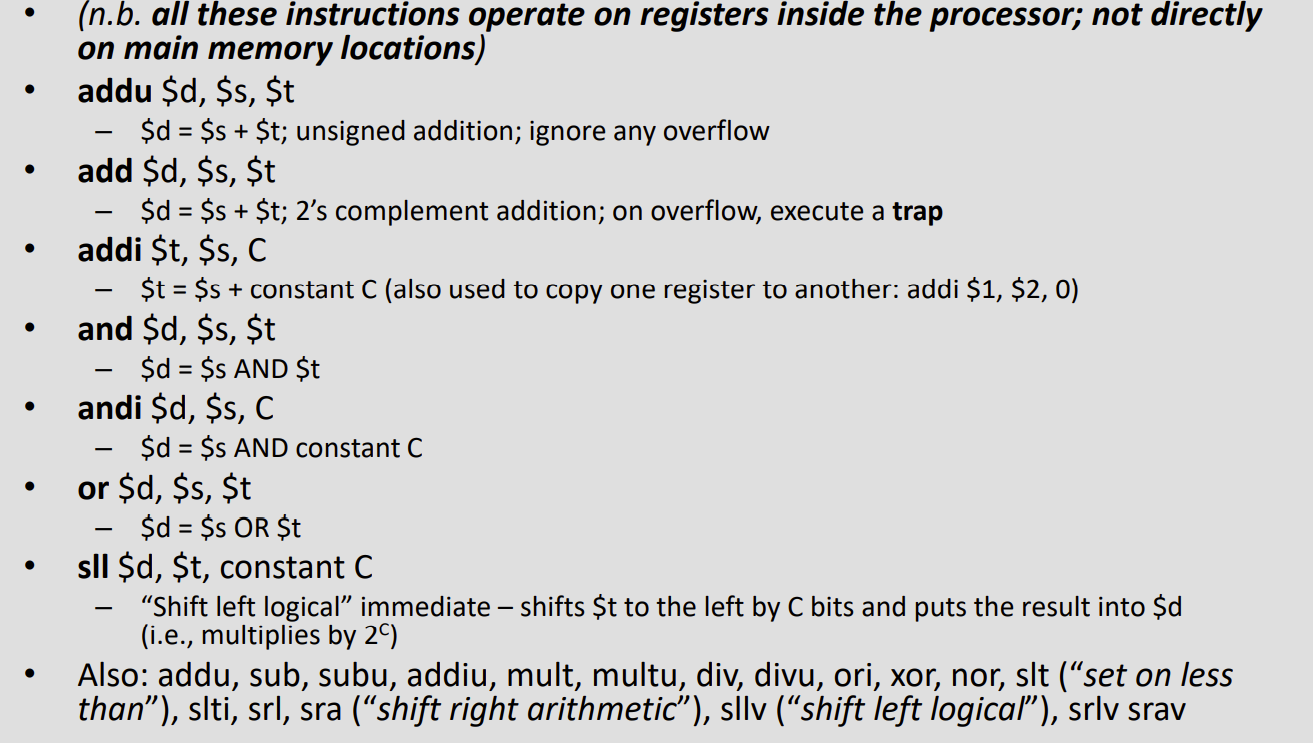 • (n.b. all these instructions operate on registers inside the processor; not directly
on main memory locations)
• addu $d, $s, $t
– $d = $s + $t; unsigned addition; ignore any overflow
• add $d, $s, $t
– $d = $s + $t; 2’s complement addition; on overflow, execute a trap
• addi $t, $s, C
– $t = $s + constant C (also used to copy one register to another: addi $1, $2, 0)
• and $d, $s, $t
– $d = $s AND $t
• andi $d, $s, C
– $d = $s AND constant C
• or $d, $s, $t
– $d = $s OR $t
• sll $d, $t, constant C
– “Shift left logical” immediate – shifts $t to the left by C bits and puts the result into $d
(i.e., multiplies by 2ᶜ)
• Also: addu, sub, subu, addiu, mult, multu, div, divu, ori, xor, nor, slt (“set on less
than”), slti, srl, sra (“shift right arithmetic”), sllv (“shift left logical”), srlv srav